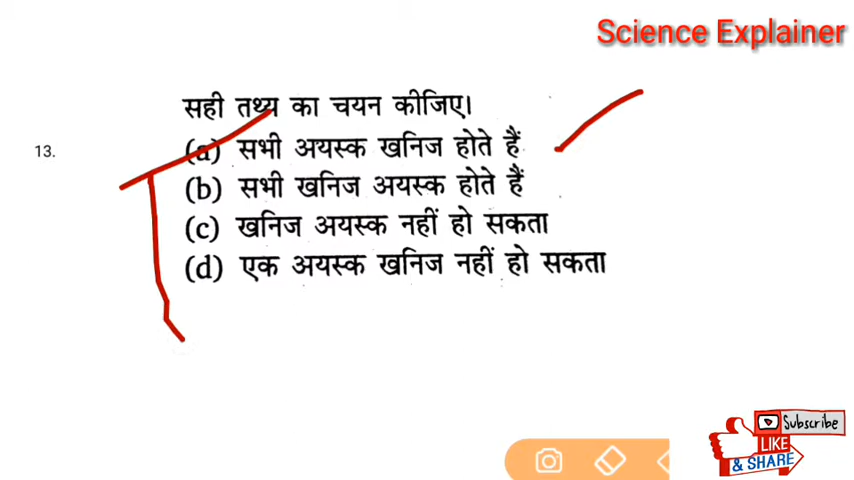 Science Explainer
सही तथ्य का चयन कीजिए।
13.
(a) सभी अयस्क खनिज होते हैं
(b) सभी खनिज अयस्क होते हैं
(c) खनिज अयस्क नहीं हो सकता
(d) एक अयस्क खनिज नहीं हो सकता
Subscribe
LIKE
& SHARE